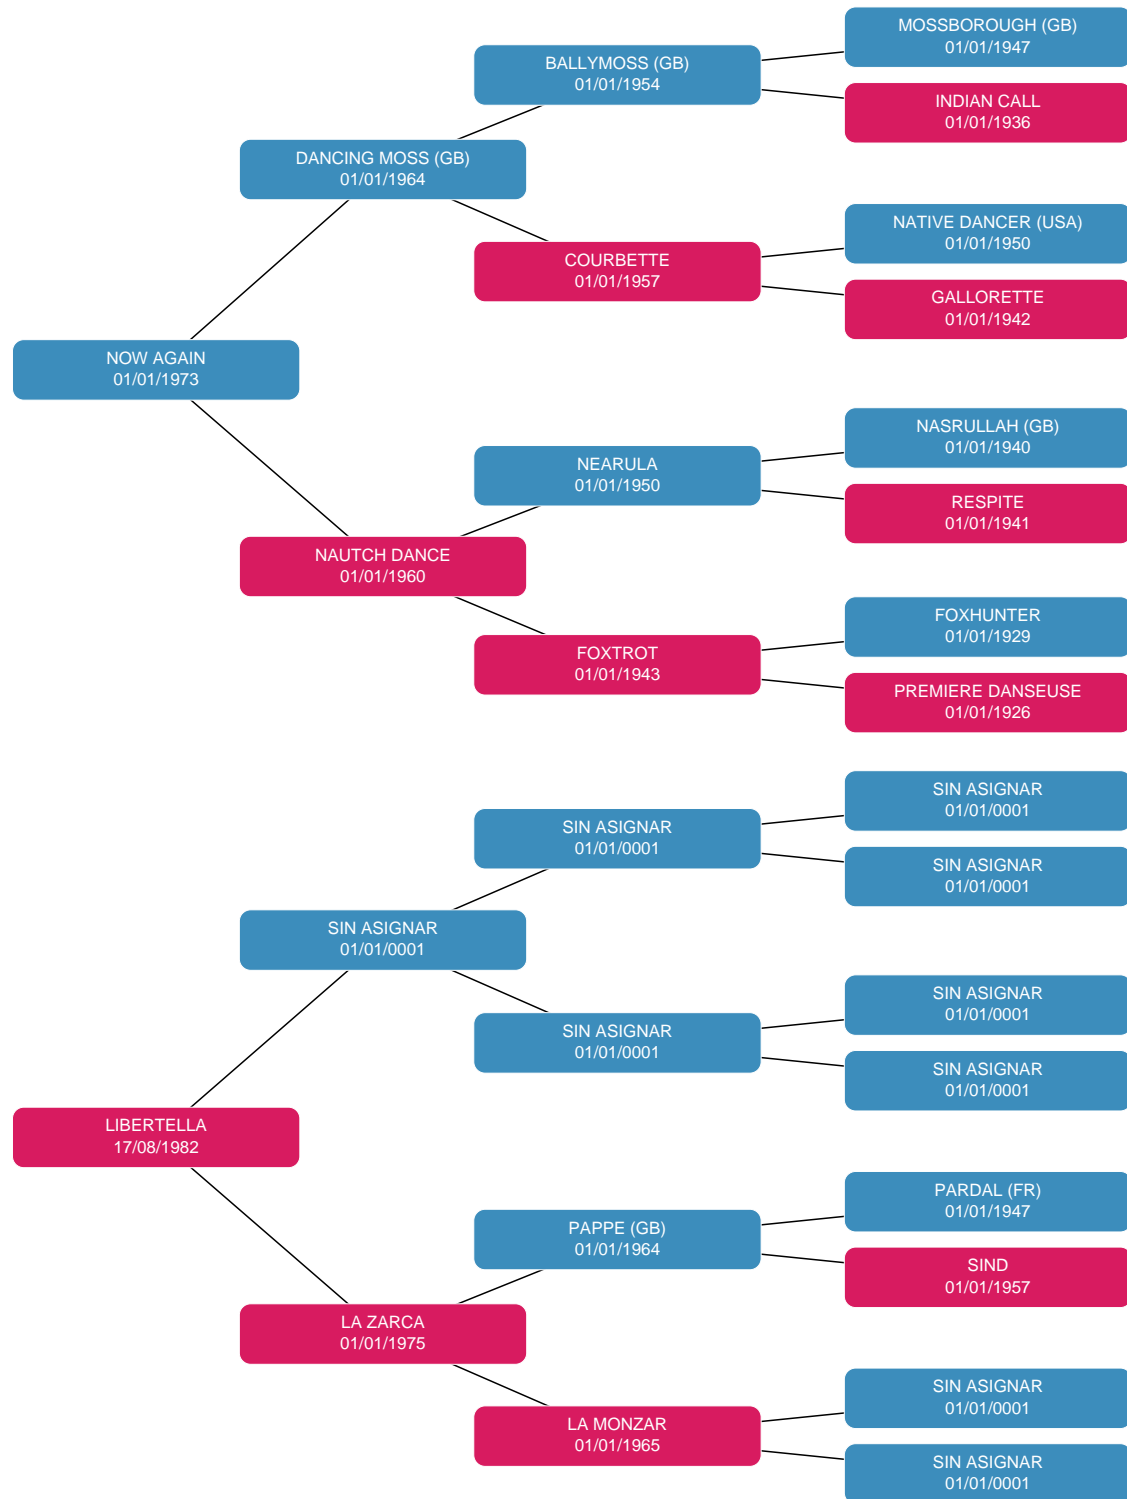 MOSSBOROUGH (GB)
01/01/1947
BALLYMOSS (GB)
01/01/1954
INDIAN CALL
01/01/1936
DANCING MOSS (GB)
01/01/1964
NATIVE DANCER (USA)
01/01/1950
COURBETTE
01/01/1957
GALLORETTE
01/01/1942
NOW AGAIN
01/01/1973
NASRULLAH (GB)
01/01/1940
NEARULA
01/01/1950
RESPITE
01/01/1941
NAUTCH DANCE
01/01/1960
FOXHUNTER
01/01/1929
FOXTROT
01/01/1943
PREMIERE DANSEUSE
01/01/1926
SIN ASIGNAR
01/01/0001
SIN ASIGNAR
01/01/0001
SIN ASIGNAR
01/01/0001
SIN ASIGNAR
01/01/0001
SIN ASIGNAR
01/01/0001
SIN ASIGNAR
01/01/0001
SIN ASIGNAR
01/01/0001
LIBERTELLA
17/08/1982
PARDAL (FR)
01/01/1947
PAPPE (GB)
01/01/1964
SIND
01/01/1957
LA ZARCA
01/01/1975
SIN ASIGNAR
01/01/0001
LA MONZAR
01/01/1965
SIN ASIGNAR
01/01/0001